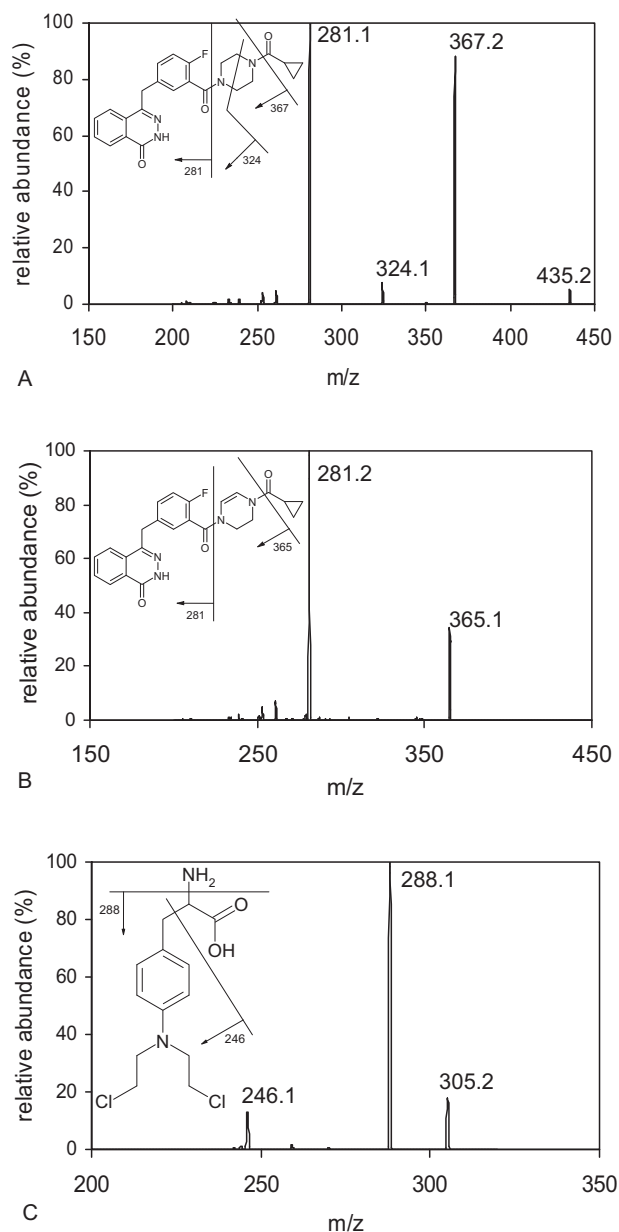 100
281.1
367.2
80
60
40
20
0
324.1
435.2
F
O
N
N
O
N
NH
O
367
324
281
relative abundance (%)
150 200 250 300 350 400 450
m/z
A
100
281.2
80
60
40
20
0
365.1
F
O
N
N
O
N
NH
O
365
281
relative abundance (%)
150 250 350 450
m/z
B
100
288.1
80
60
40
20
0
305.2
246.1
NH2
288
O
OH
N
246
Cl
Cl
relative abundance (%)
200 250 300 350
m/z
C